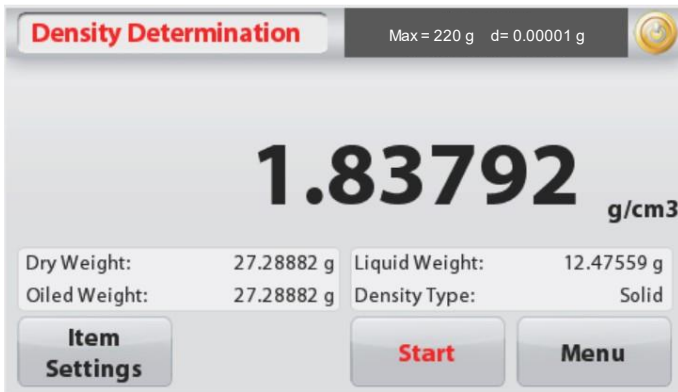 Density Determination
Max = 220 g d= 0.00001 g
1.83792 g/cm3
Dry Weight: 27.28882 g Liquid Weight: 12.47559 g
Oiled Weight: 27.28882 g Density Type: Solid
Item Settings
Start
Menu